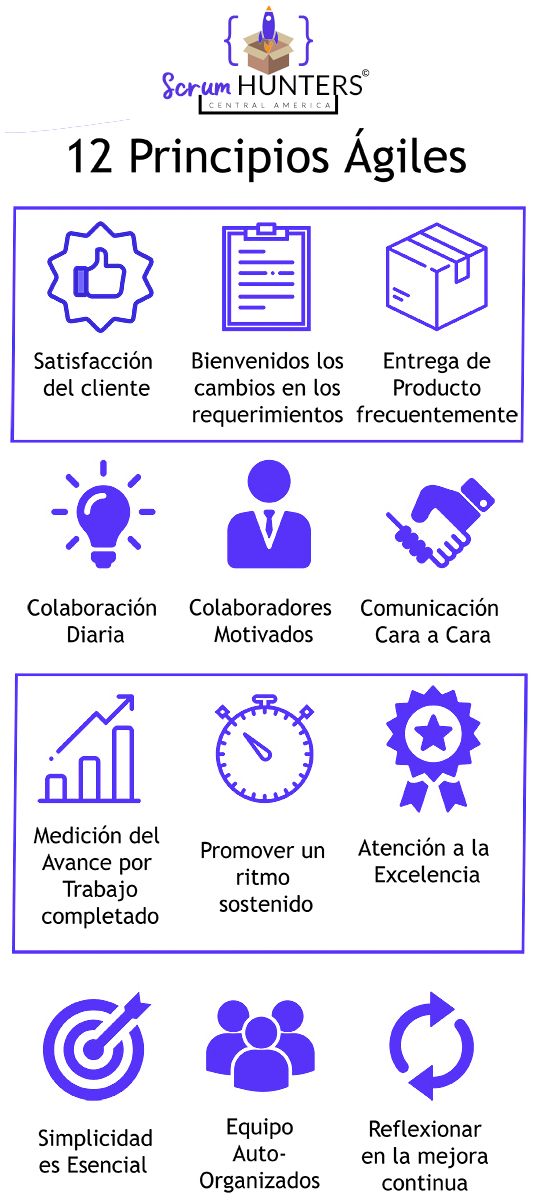 { }
Scrum HUNTERS©
CENTRAL AMERICA
12 Principios Ágiles
Satisfacción
del cliente
Bienvenidos los
cambios en los
requerimientos
Entrega de
Producto
frecuentemente
Colaboración
Diaria
Colaboradores
Motivados
Comunicación
Cara a Cara
Medición del
Avance por
Trabajo
completado
Promover un
ritmo
sostenido
Atención a la
Excelencia
Simplicidad
es Esencial
Equipo
Auto-
Organizados
Reflexionar
en la mejora
continua